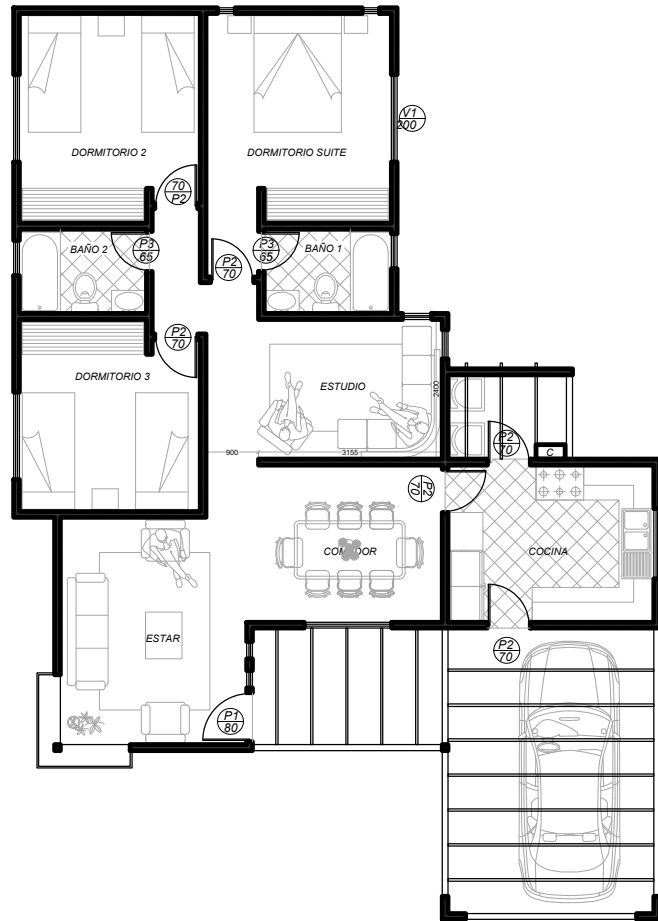 V1
200
DORMITORIO 2
DORMITORIO SUITE
70
P2
BAÑO 2
P3
65
P2
70
P3
65
BAÑO 1
P2
70
DORMITORIO 3
ESTUDIO
2400
900
3155
P2
70
C
P2
70
COMEDOR
COCINA
ESTAR
P2
70
P1
80